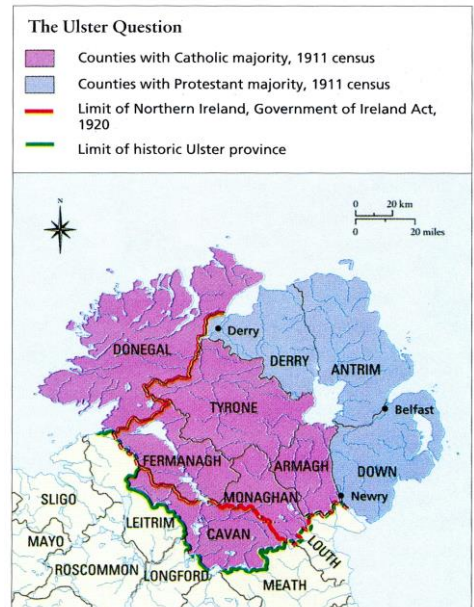 The Ulster Question
Counties with Catholic majority, 1911 census
Counties with Protestant majority, 1911 census
Limit of Northern Ireland, Government of Ireland Act,
1920
Limit of historic Ulster province
N
0 20 km
0 20 miles
Derry
DONEGAL
DERRY
ANTRIM
TYRONE
Belfast
FERMANAGH
ARMAGH
DOWN
MONAGHAN
Newry
SLIGO
LEITRIM
CAVAN
LOUTH
MAYO
ROSCOMMON
LONGFORD
MEATH